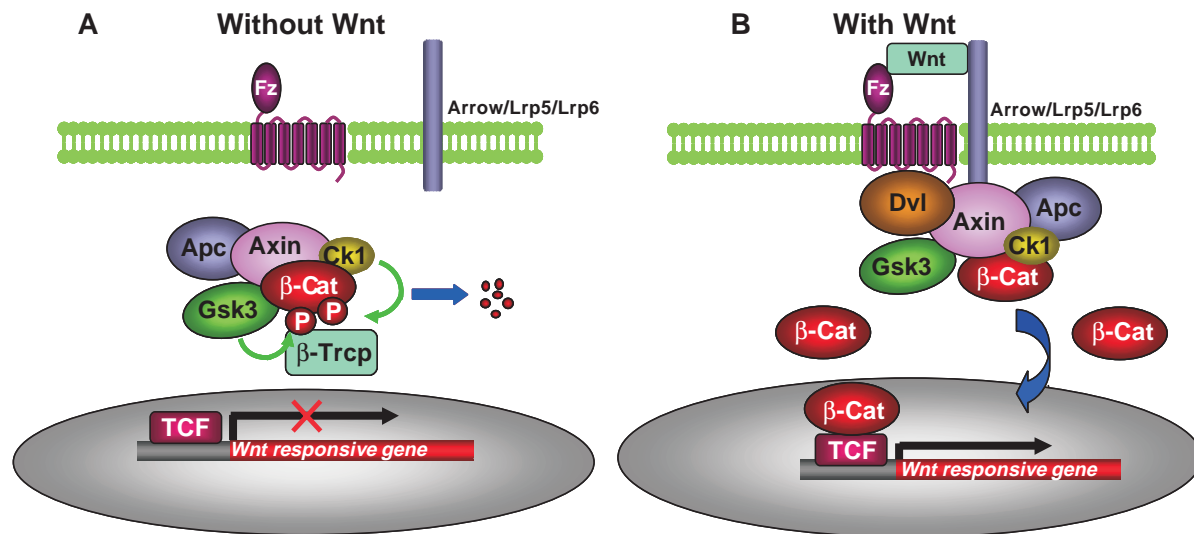 A
Without Wnt
Fz
Arrow/Lrp5/Lrp6
Apc
Axin
Ck1
β-Cat
Gsk3
P
P
β-Trcp
TCF
Wnt responsive gene
B
With Wnt
Wnt
Fz
Arrow/Lrp5/Lrp6
Dvl
Axin
Apc
Ck1
Gsk3
β-Cat
β-Cat
β-Cat
β-Cat
TCF
Wnt responsive gene